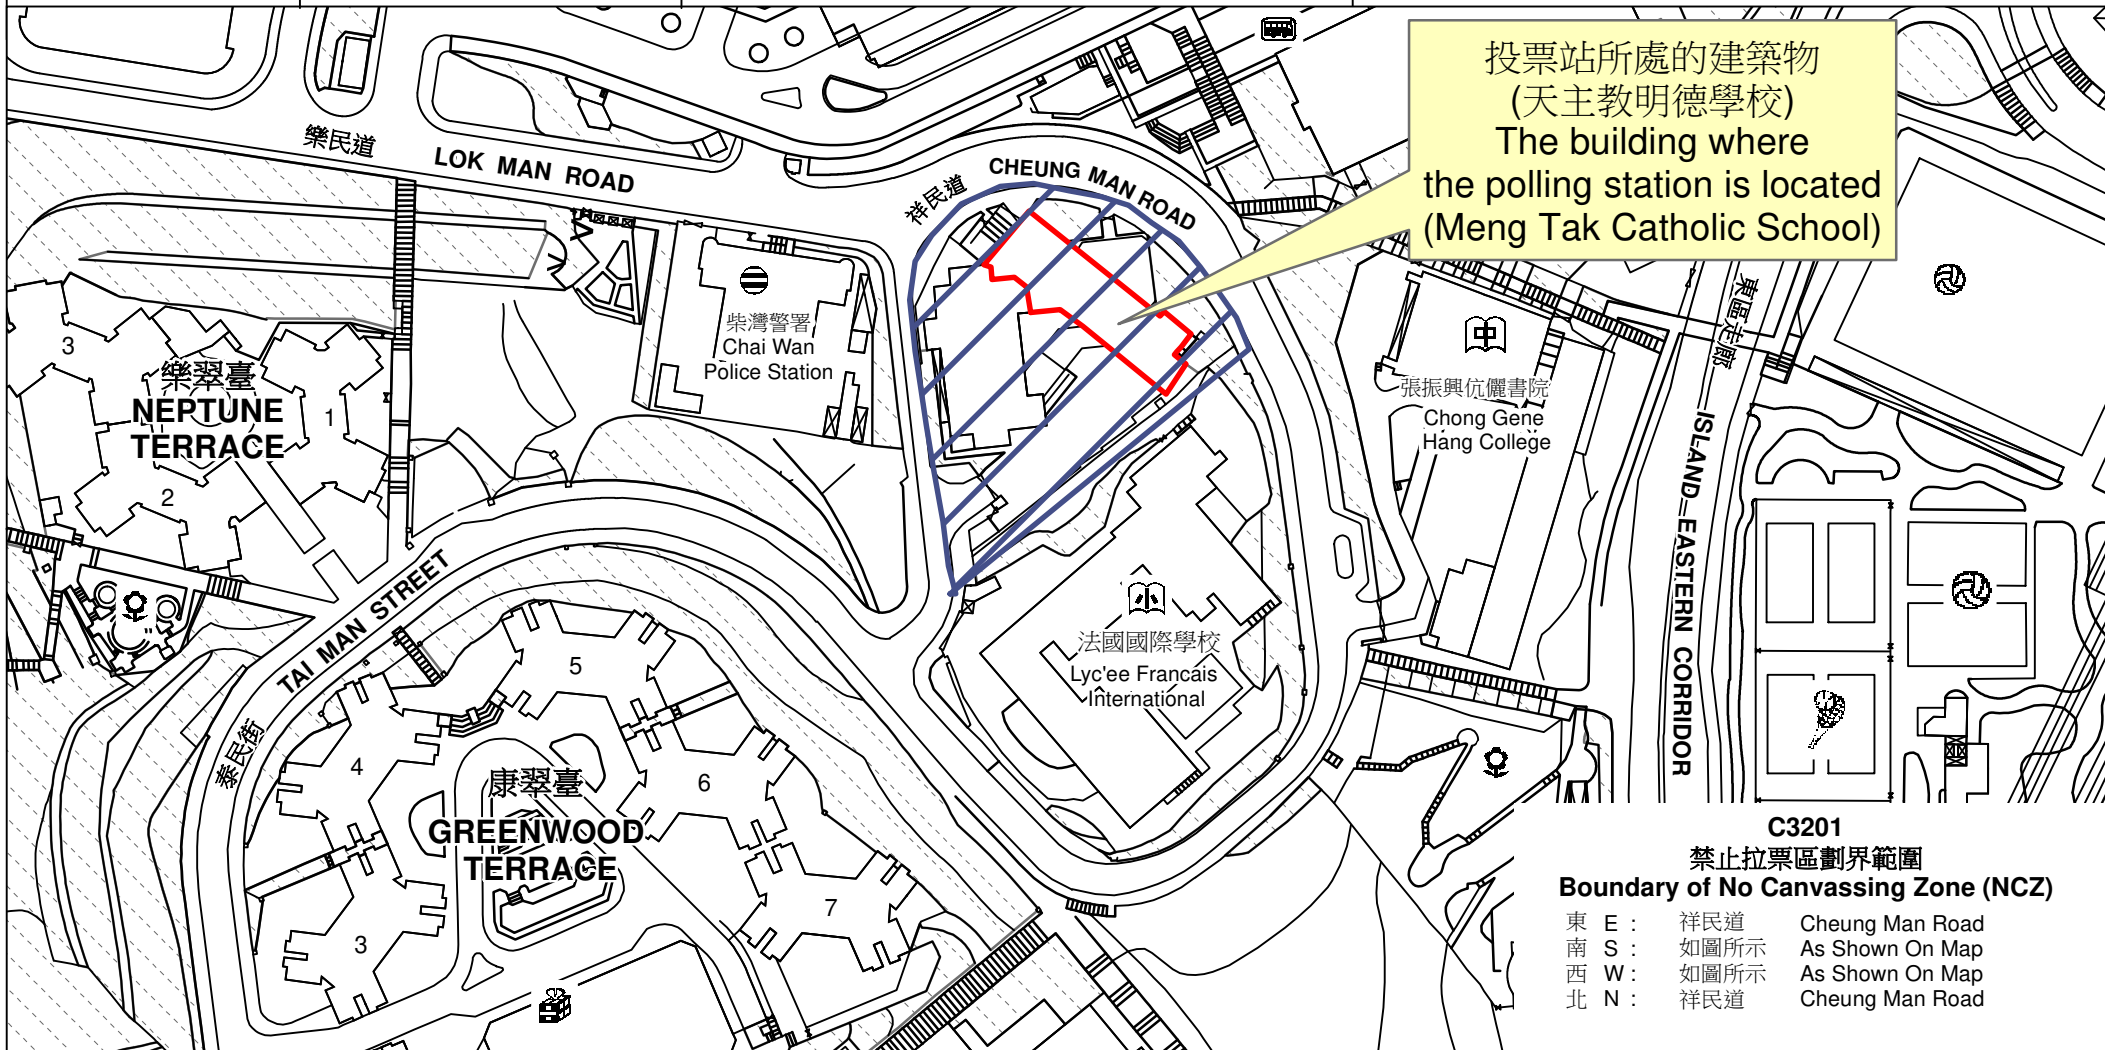 投票站所處的建築物
(天主教明德學校)
The building where
the polling station is located
(Meng Tak Catholic School)
樂民道
LOK MAN ROAD
祥民道
CHEUNG MAN ROAD
東區走廊
ISLAND EASTERN CORRIDOR
柴灣警署
Chai Wan
Police Station
中
張振興伉儷書院
Chong Gene
Hang College
3
樂翠臺
NEPTUNE
TERRACE
1
2
TAI MAN STREET
泰民街
法國國際學校
Lyc'ee Francais
International
5
4
6
康翠臺
GREENWOOD
TERRACE
7
3
C3201
禁止拉票區劃界範圍
Boundary of No Canvassing Zone (NCZ)
東 E : 祥民道 Cheung Man Road
南 S : 如圖所示 As Shown On Map
西 W : 如圖所示 As Shown On Map
北 N : 祥民道 Cheung Man Road